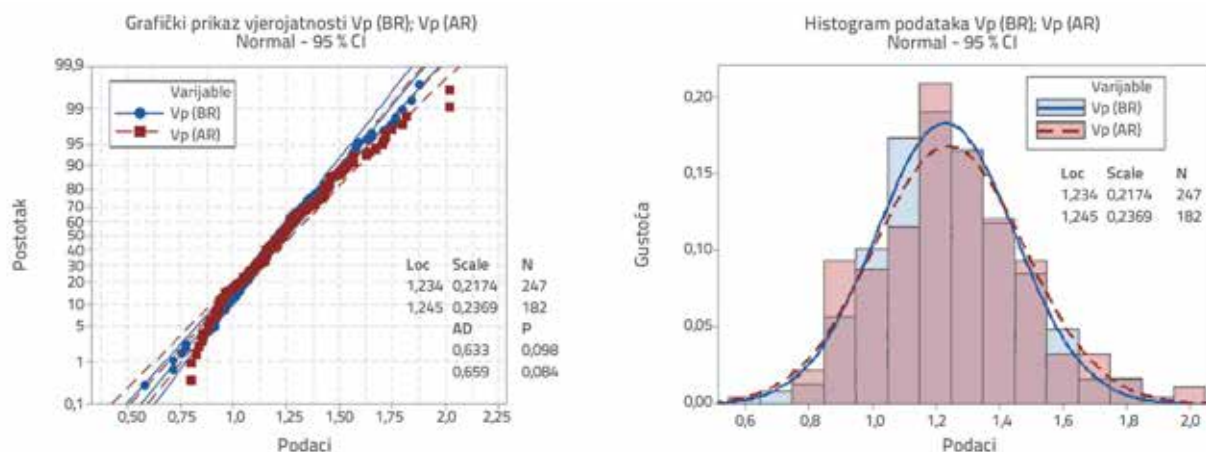 Grafički prikaz vjerojatnosti Vp (BR); Vp (AR)
Normal - 95 % CI
99,9
99
95
90
80
70
60
50
40
30
20
10
5
1
0,1
Postotak
Varijable
Vp (BR)
Vp (AR)
Loc Scale N
1,234 0,2174 247
1,245 0,2369 182
AD P
0,633 0,098
0,659 0,084
0,50 0,75 1,0 1,25 1,50 1,75 2,0 2,25
Podaci
Histogram podataka Vp (BR); Vp (AR)
Normal - 95 % CI
0,20
0,15
0,10
0,05
0,00
Gustoća
Varijable
Vp (BR)
Vp (AR)
Loc Scale N
1,234 0,2174 247
1,245 0,2369 182
0,6 0,8 1,0 1,2 1,4 1,6 1,8 2,0
Podaci